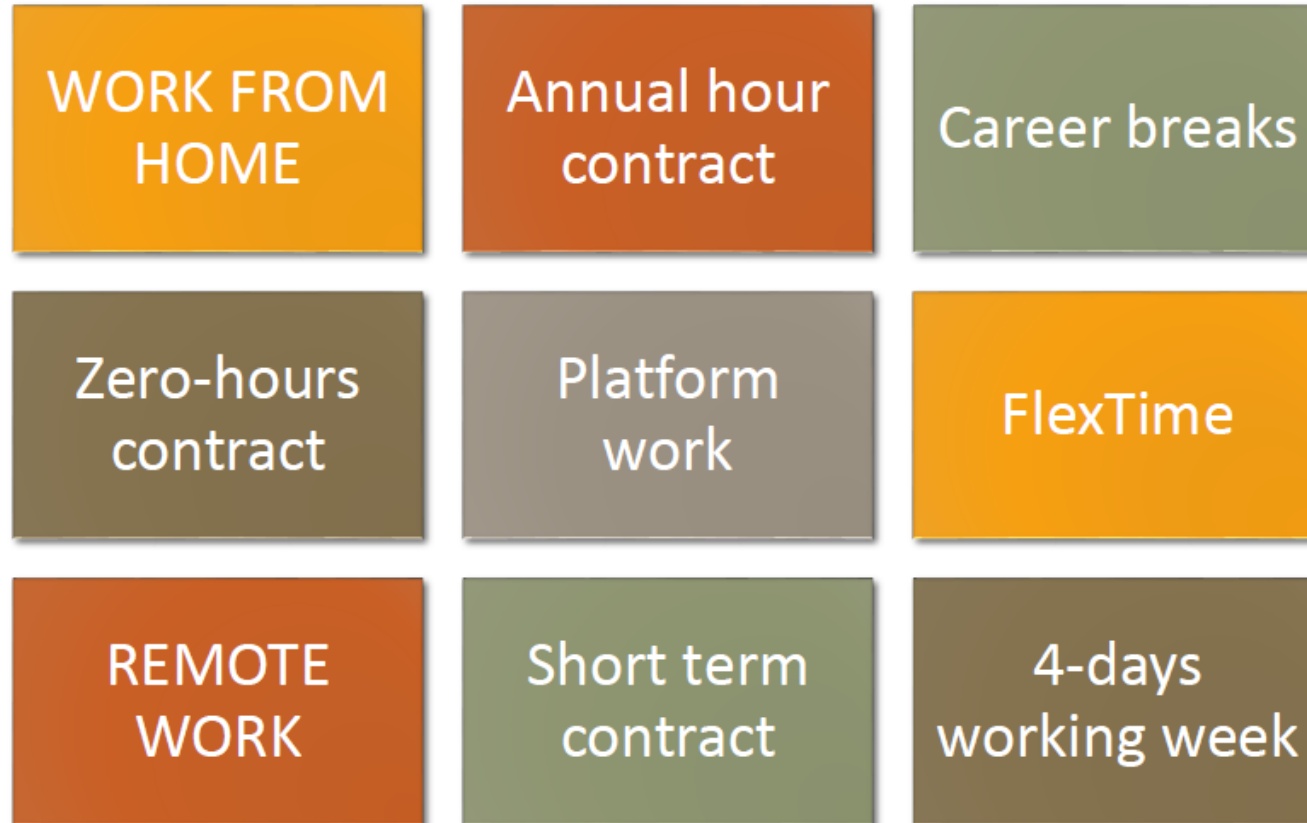 WORK FROM
HOME
Annual hour
contract
Career breaks
Zero-hours
contract
Platform
work
FlexTime
REMOTE
WORK
Short term
contract
4-days
working week